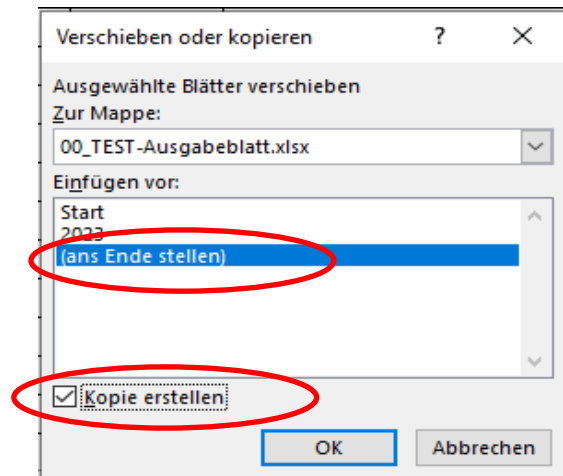 Verschieben oder kopieren ? ×
Ausgewählte Blätter verschieben
Zur Mappe:
00_TEST-Ausgabeblatt.xlsx
Einfügen vor:
Start
2023
(ans Ende stellen)
Kopie erstellen
OK Abbrechen